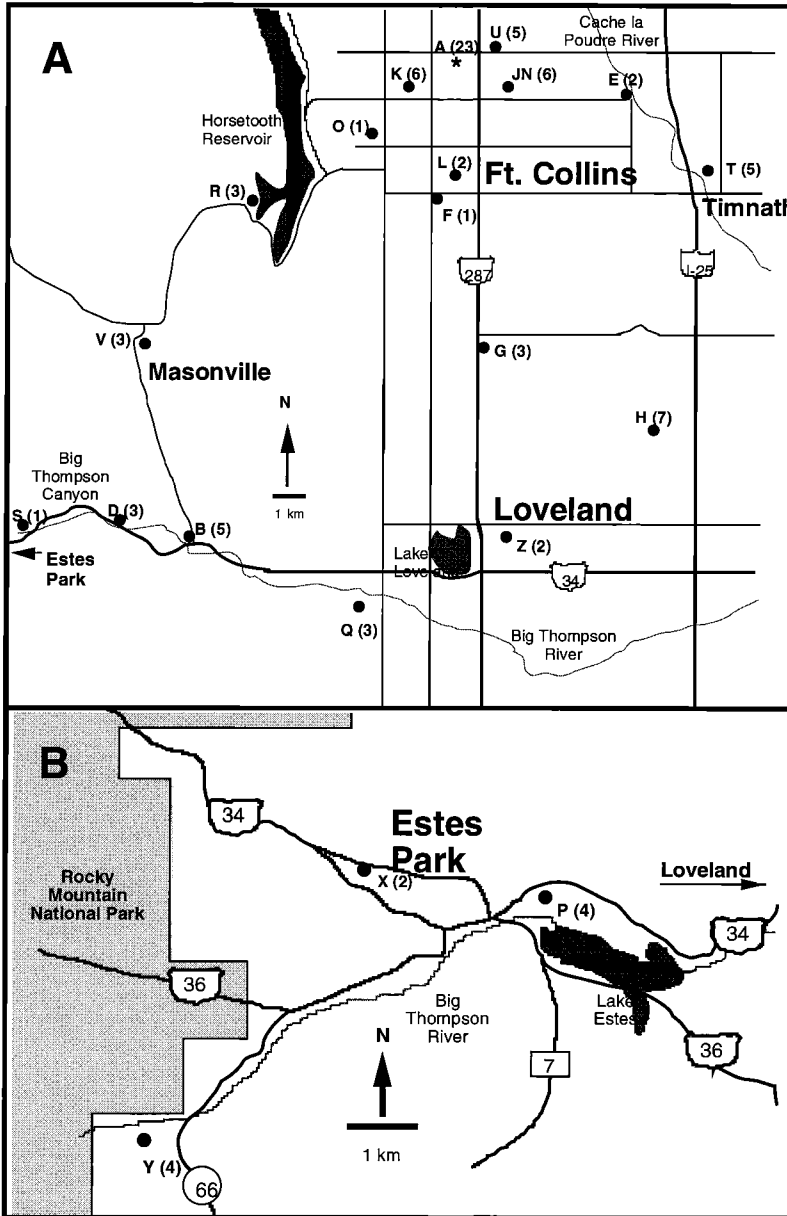 A
Cache la
Poudre River
U (5)
A (23)
*
K (6)
JN (6)
E (2)
Horsetooth
Reservoir
O (1)
L (2)
Ft. Collins
T (5)
R (3)
F (1)
Timnath
287
I-25
V (3)
G (3)
Masonville
N
H (7)
Big
Thompson
Canyon
1 km
Loveland
S (1)
D (3)
B (5)
Z (2)
Estes
Park
Lake
34
Q (3)
Big Thompson
River
B
34
Estes
Park
X (2)
Rocky
Mountain
National Park
Loveland
P (4)
34
36
Big
Thompson
River
Lake
Estes
N
7
36
1 km
Y (4)
66